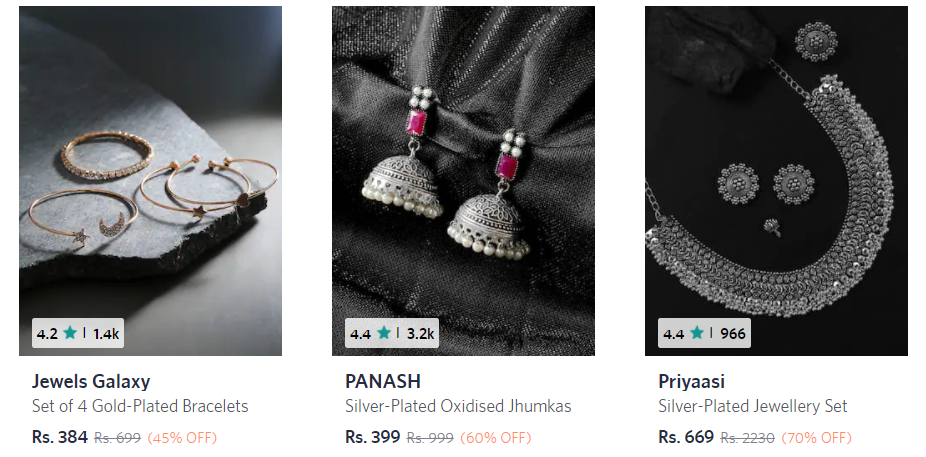 4.2 ★ | 1.4k
Jewels Galaxy
Set of 4 Gold-Plated Bracelets
Rs. 384 Rs. 699 (45% OFF)
4.4 ★ | 3.2k
PANASH
Silver-Plated Oxidised Jhumkas
Rs. 399 Rs. 999 (60% OFF)
4.4 ★ | 966
Priyaasi
Silver-Plated Jewellery Set
Rs. 669 Rs. 2230 (70% OFF)